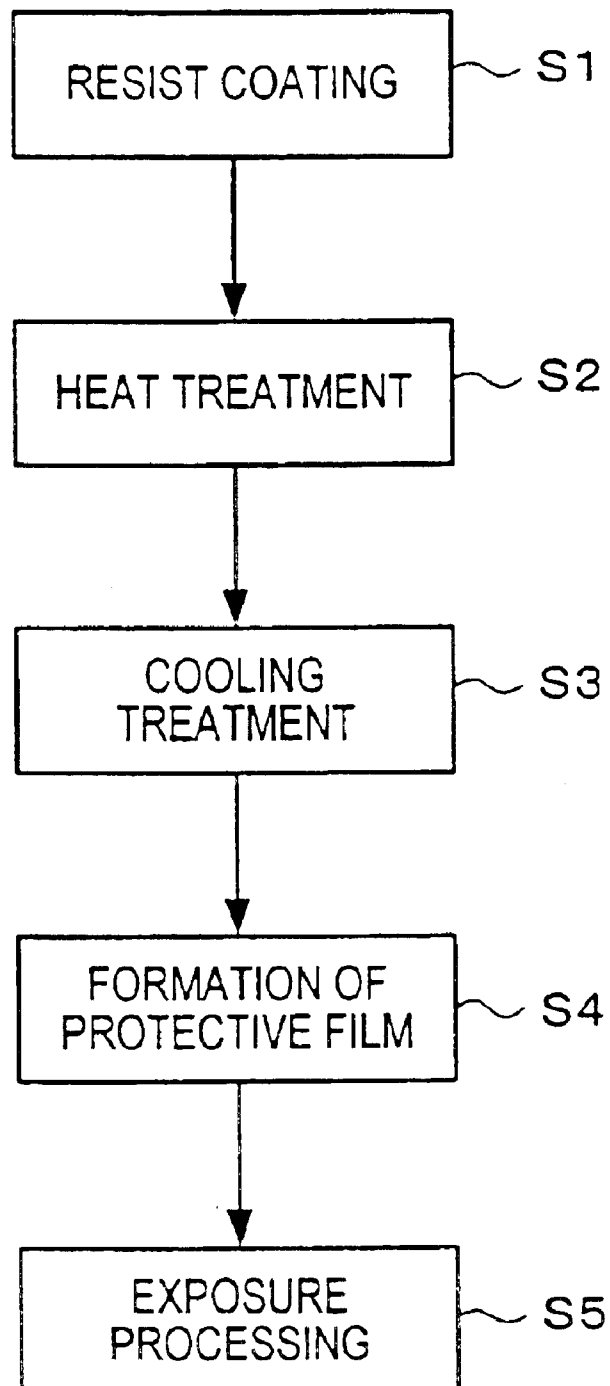 RESIST COATING
S1
HEAT TREATMENT
S2
COOLING
TREATMENT
S3
FORMATION OF
PROTECTIVE FILM
S4
EXPOSURE
PROCESSING
S5